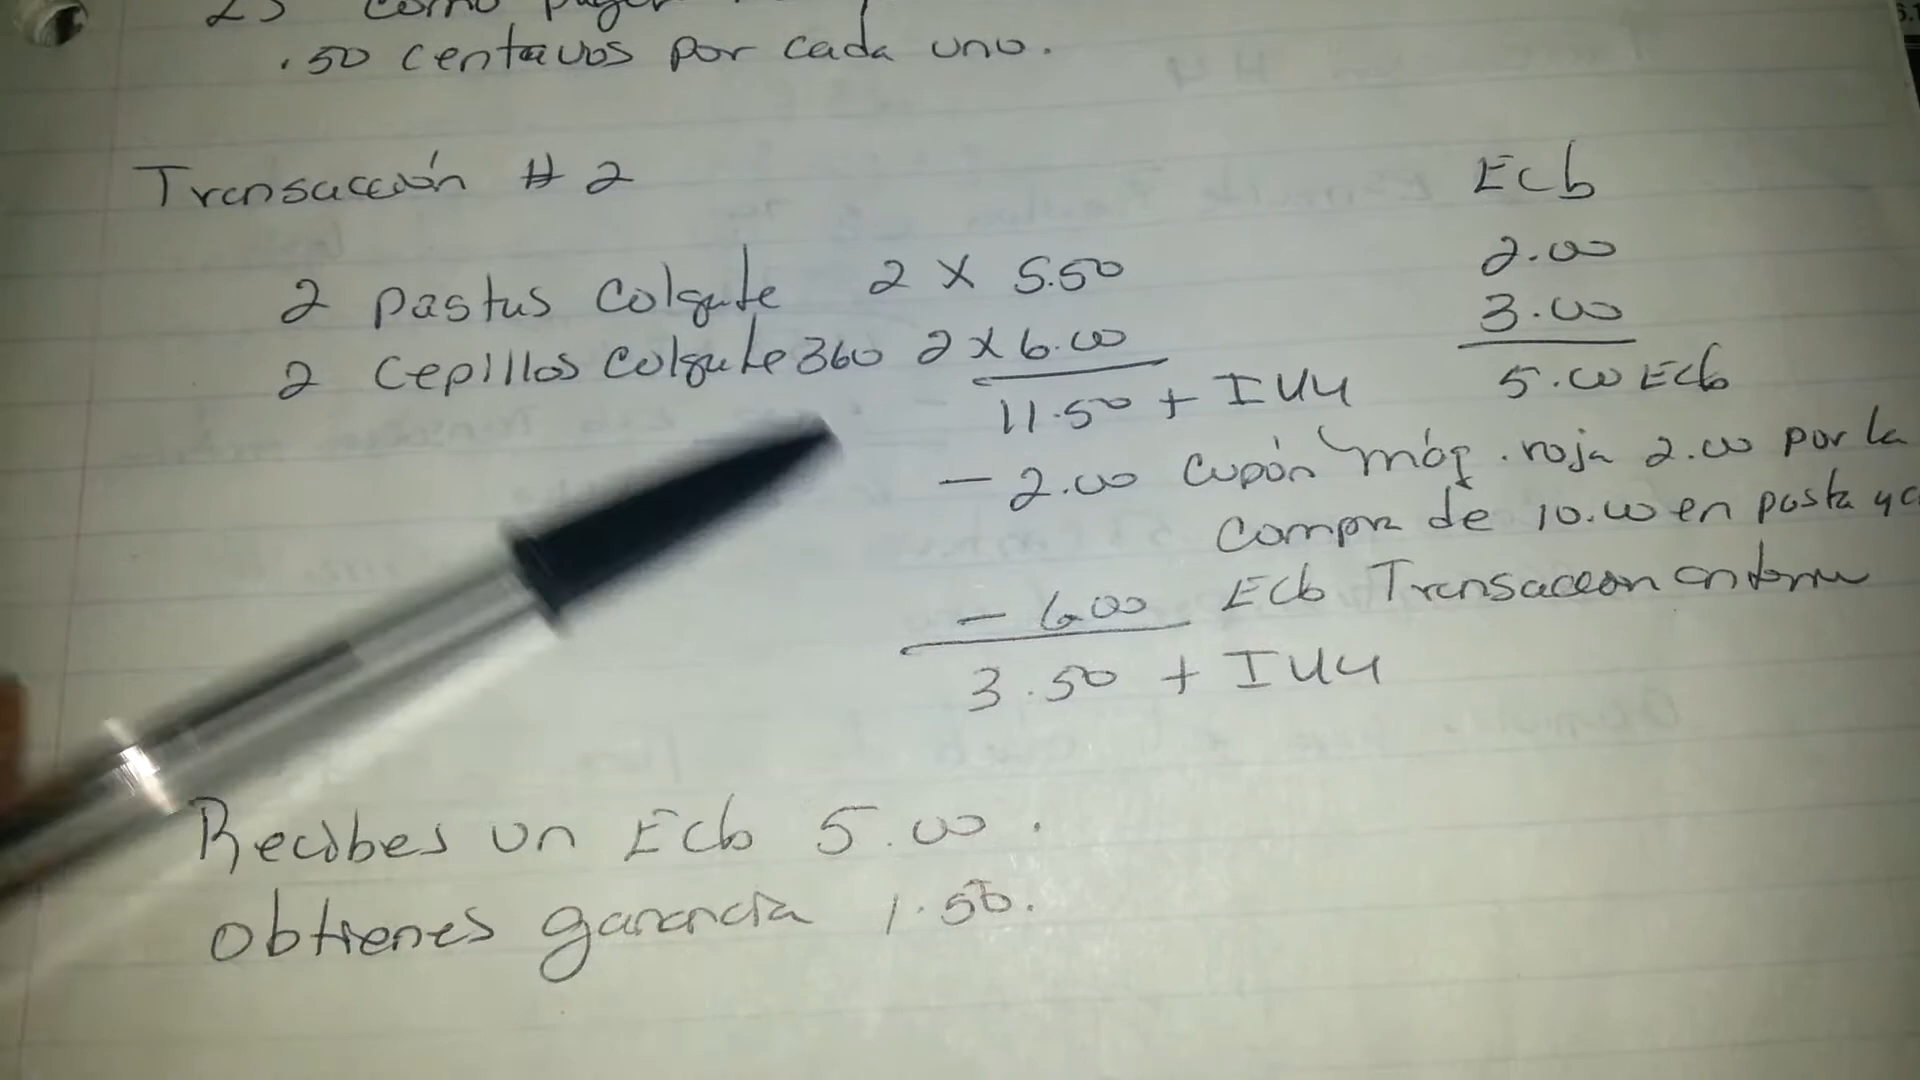 como
.50 centavos por cada uno.
Transacción # 2
Ecb
2 pastas Colgate 2 x 5.50
2.00
2 Cepillos Colgate 360 2 x 6.00
3.00
11.50 + IVU
5.00 Ecb
- 2.00 Cupón máq. roja 2.00 por la
compra de 10.00 en pasta y c
- 6.00 Ecb Transaccion anterior
3.50 + IVU
Recibes un Ecb 5.00.
obtienes ganancia 1.50.